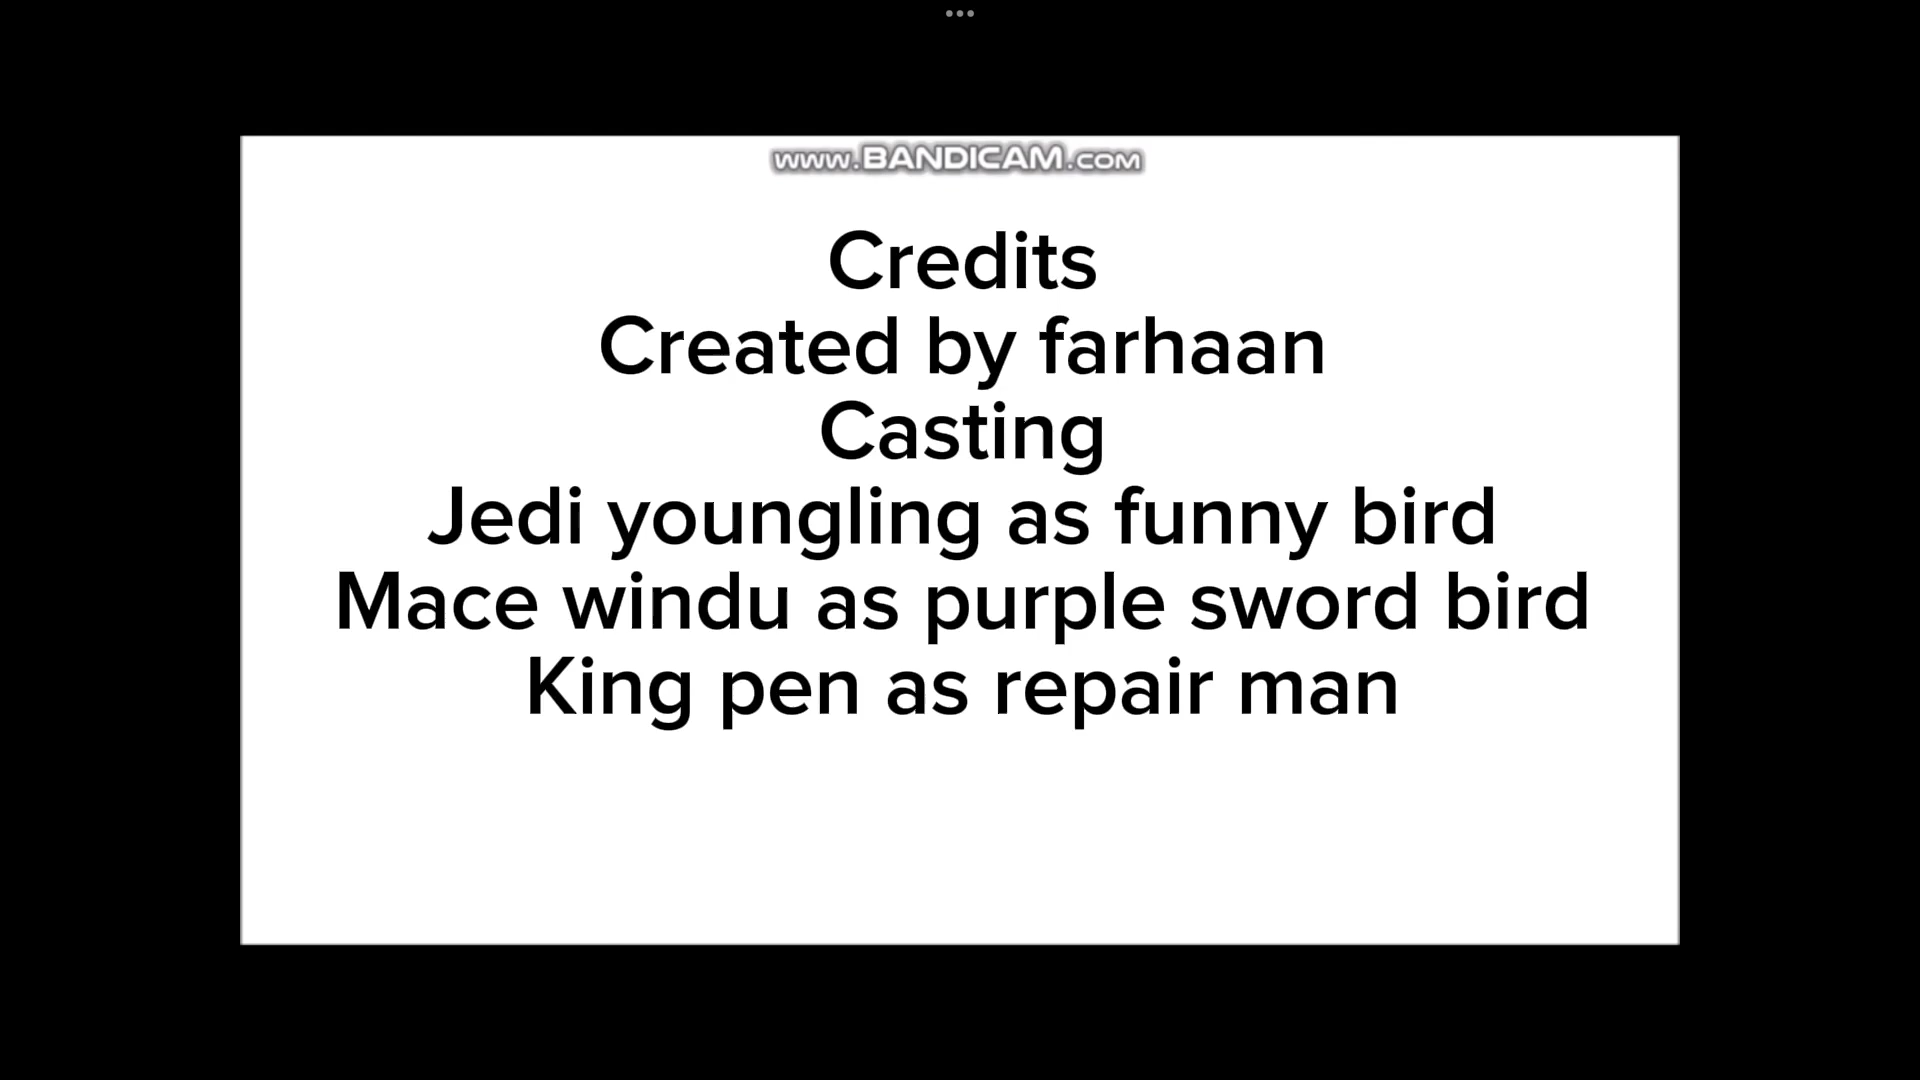 www.BANDICAM.com
Credits
Created by farhaan
Casting
Jedi youngling as funny bird
Mace windu as purple sword bird
King pen as repair man